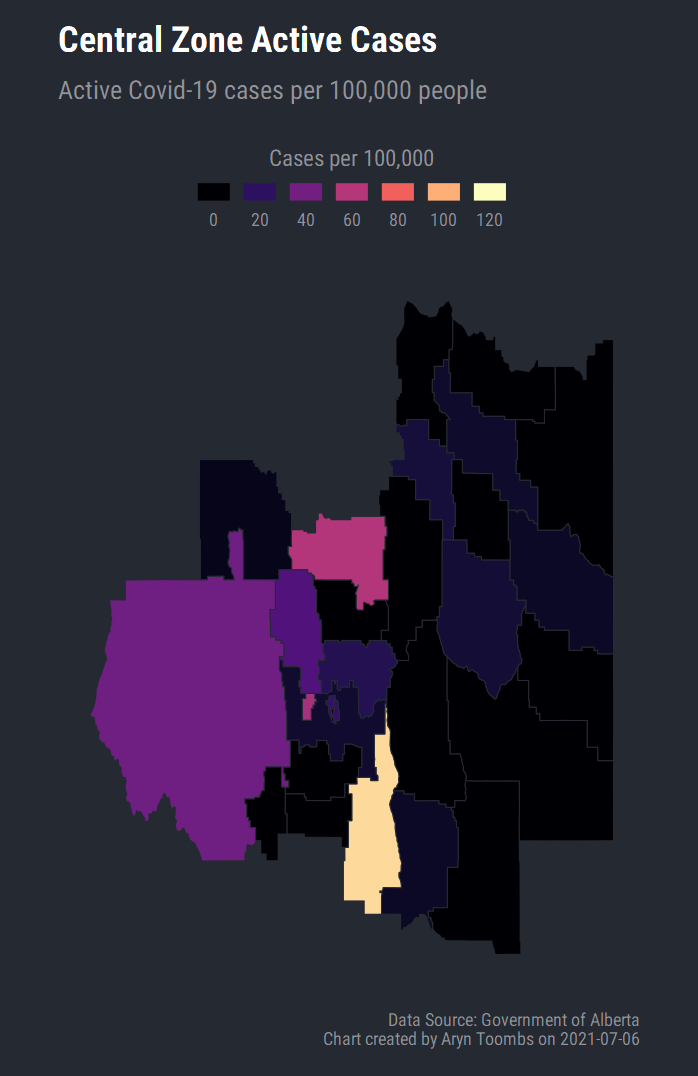 Central Zone Active Cases
Active Covid-19 cases per 100,000 people
Cases per 100,000
0 20 40 60 80 100 120
Data Source: Government of Alberta
Chart created by Aryn Toombs on 2021-07-06